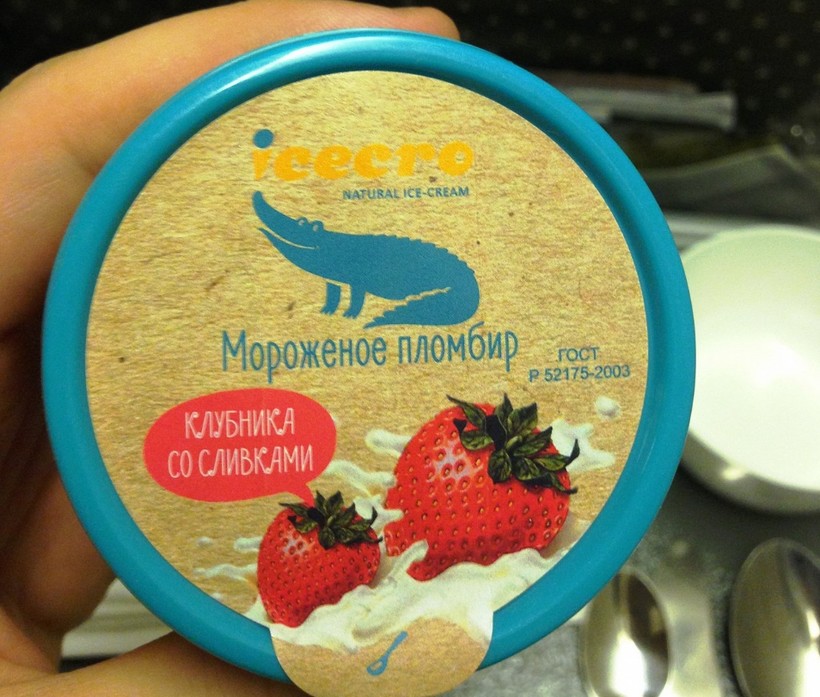 icecro
NATURAL ICE-CREAM
Мороженое пломбир
ГОСТ
Р 52175-2003
КЛУБНИКА
СО СЛИВКАМИ